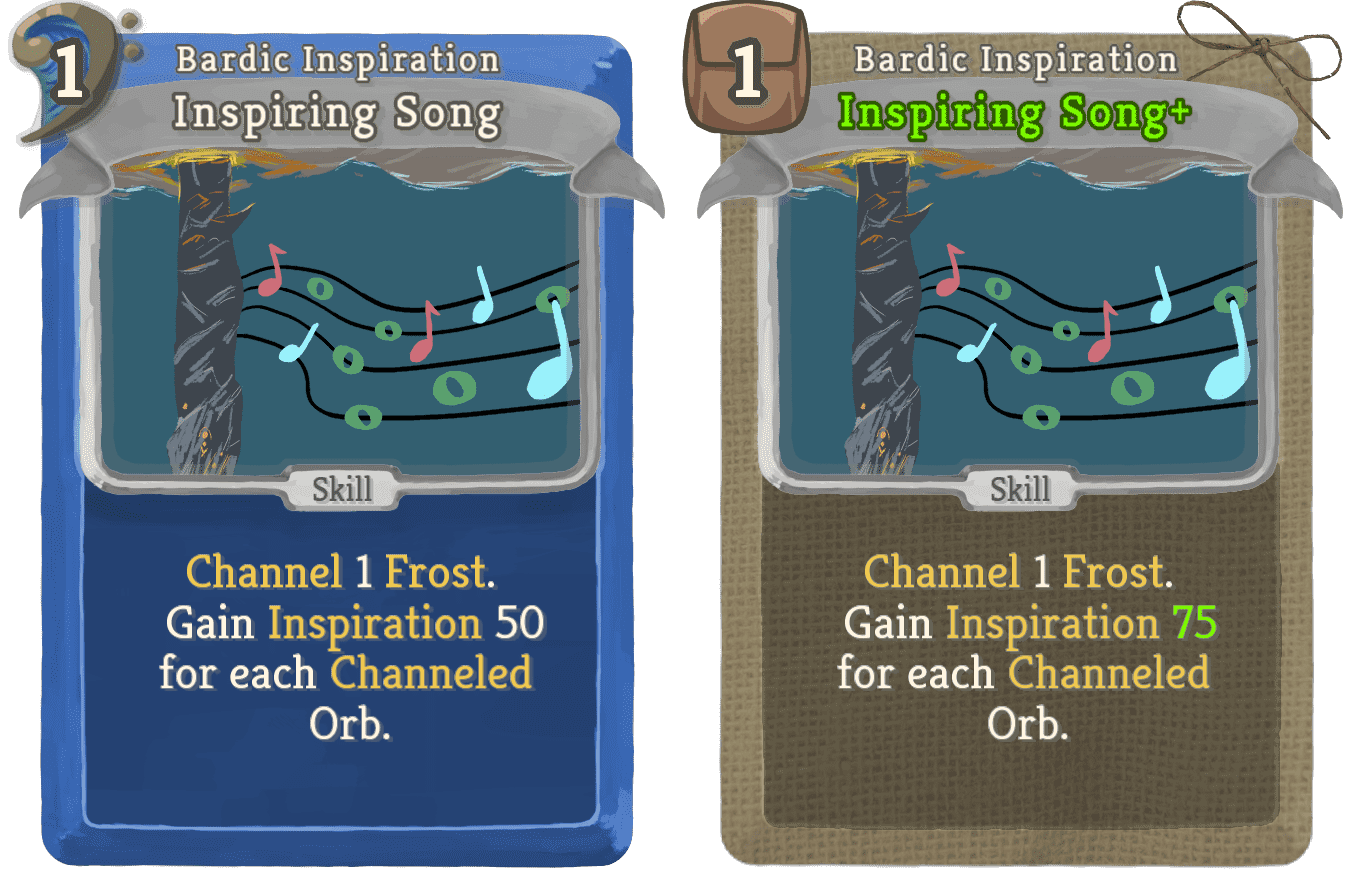 1
Bardic Inspiration
Inspiring Song
Skill
Channel 1 Frost.
Gain Inspiration 50
for each Channeled
Orb.
1
Bardic Inspiration
Inspiring Song+
Skill
Channel 1 Frost.
Gain Inspiration 75
for each Channeled
Orb.